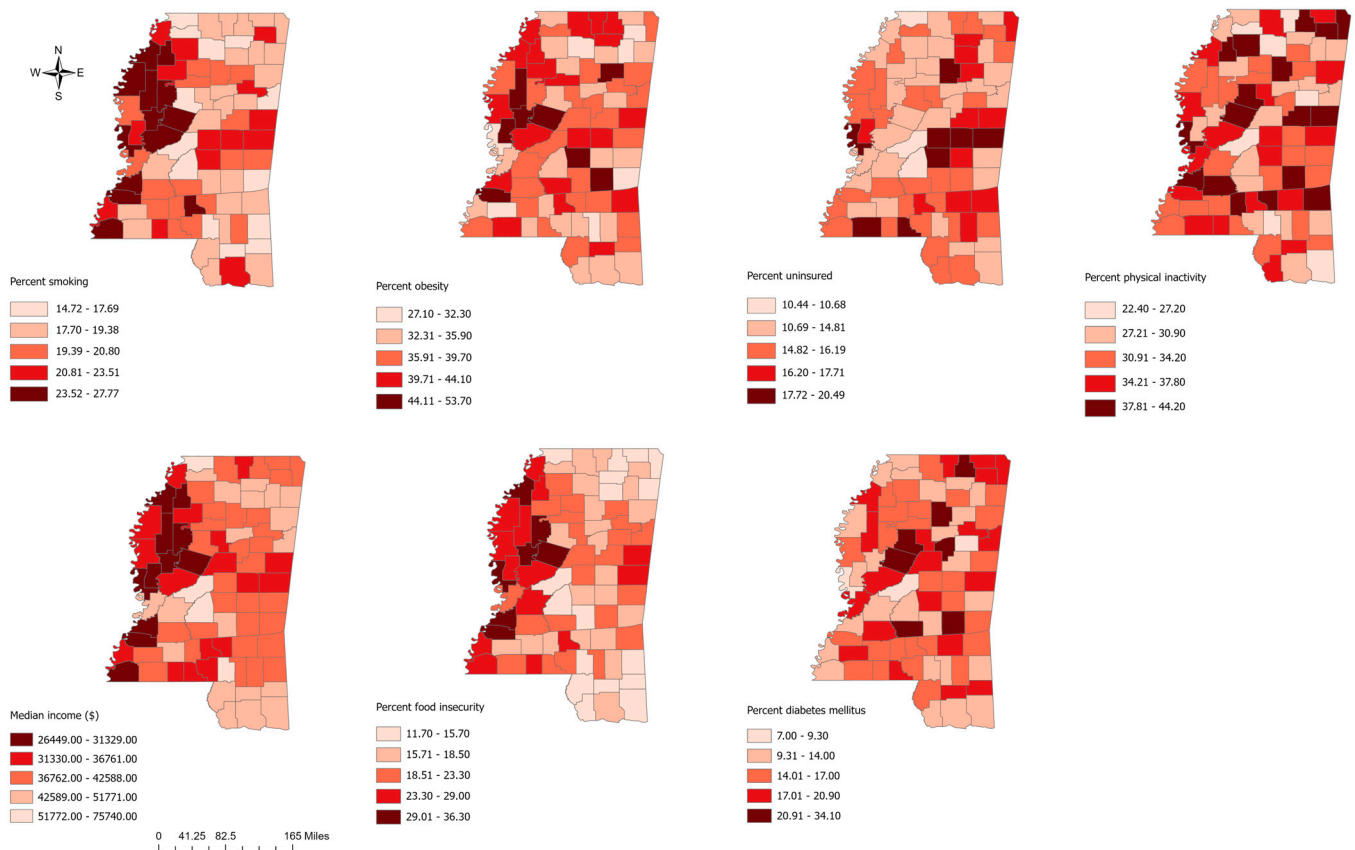 N
W E
S
Percent smoking
14.72 - 17.69
17.70 - 19.38
19.39 - 20.80
20.81 - 23.51
23.52 - 27.77
Percent obesity
27.10 - 32.30
32.31 - 35.90
35.91 - 39.70
39.71 - 44.10
44.11 - 53.70
Percent uninsured
10.44 - 10.68
10.69 - 14.81
14.82 - 16.19
16.20 - 17.71
17.72 - 20.49
Percent physical inactivity
22.40 - 27.20
27.21 - 30.90
30.91 - 34.20
34.21 - 37.80
37.81 - 44.20
Median income ($)
26449.00 - 31329.00
31330.00 - 36761.00
36762.00 - 42588.00
42589.00 - 51771.00
51772.00 - 75740.00
Percent food insecurity
11.70 - 15.70
15.71 - 18.50
18.51 - 23.30
23.30 - 29.00
29.01 - 36.30
Percent diabetes mellitus
7.00 - 9.30
9.31 - 14.00
14.01 - 17.00
17.01 - 20.90
20.91 - 34.10
0 41.25 82.5 165 Miles